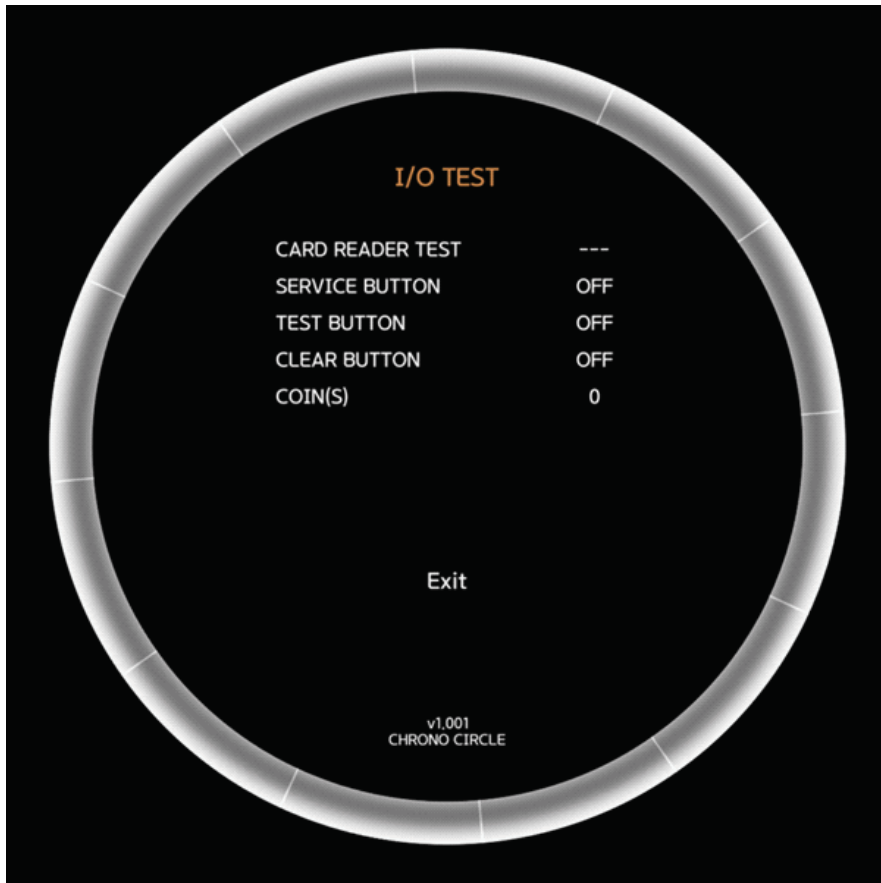 I/O TEST
CARD READER TEST ---
SERVICE BUTTON OFF
TEST BUTTON OFF
CLEAR BUTTON OFF
COIN(S) 0
Exit
v1,001
CHRONO CIRCLE